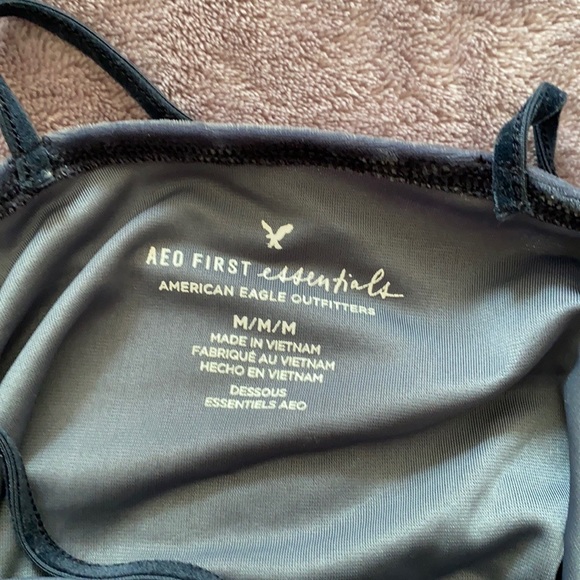 AEO FIRST essentials
AMERICAN EAGLE OUTFITTERS
M/M/M
MADE IN VIETNAM
FABRIQUÉ AU VIETNAM
HECHO EN VIETNAM
DESSOUS
ESSENTIELS AEO